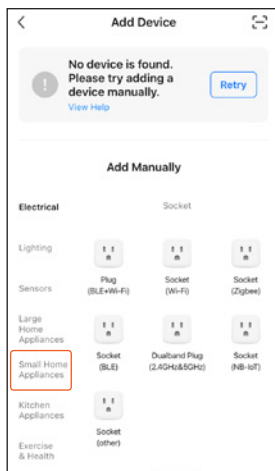 Add Device
No device is found.
Please try adding a
device manually.
View Help
Retry
Add Manually
Electrical
Socket
Lighting
Sensors
Large
Home
Appliances
Small Home
Appliances
Kitchen
Appliances
Exercise
& Health
Plug
(BLE+Wi-Fi)
Socket
(Wi-Fi)
Socket
(Zigbee)
Socket
(BLE)
Dualband Plug
(2.4GHz&5GHz)
Socket
(NB-IoT)
Socket
(other)